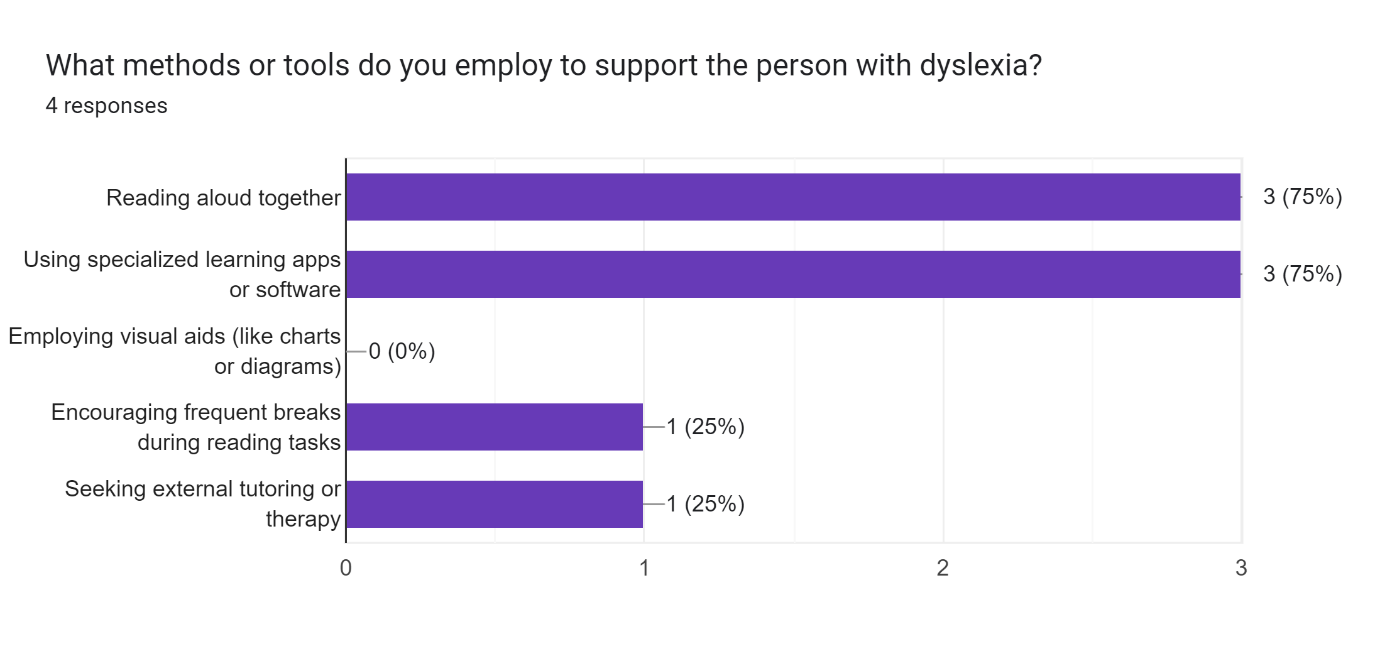 What methods or tools do you employ to support the person with dyslexia?
4 responses
Reading aloud together
3 (75%)
Using specialized learning apps
or software
3 (75%)
Employing visual aids (like charts
or diagrams)
0 (0%)
Encouraging frequent breaks
during reading tasks
1 (25%)
Seeking external tutoring or
therapy
1 (25%)
0 1 2 3